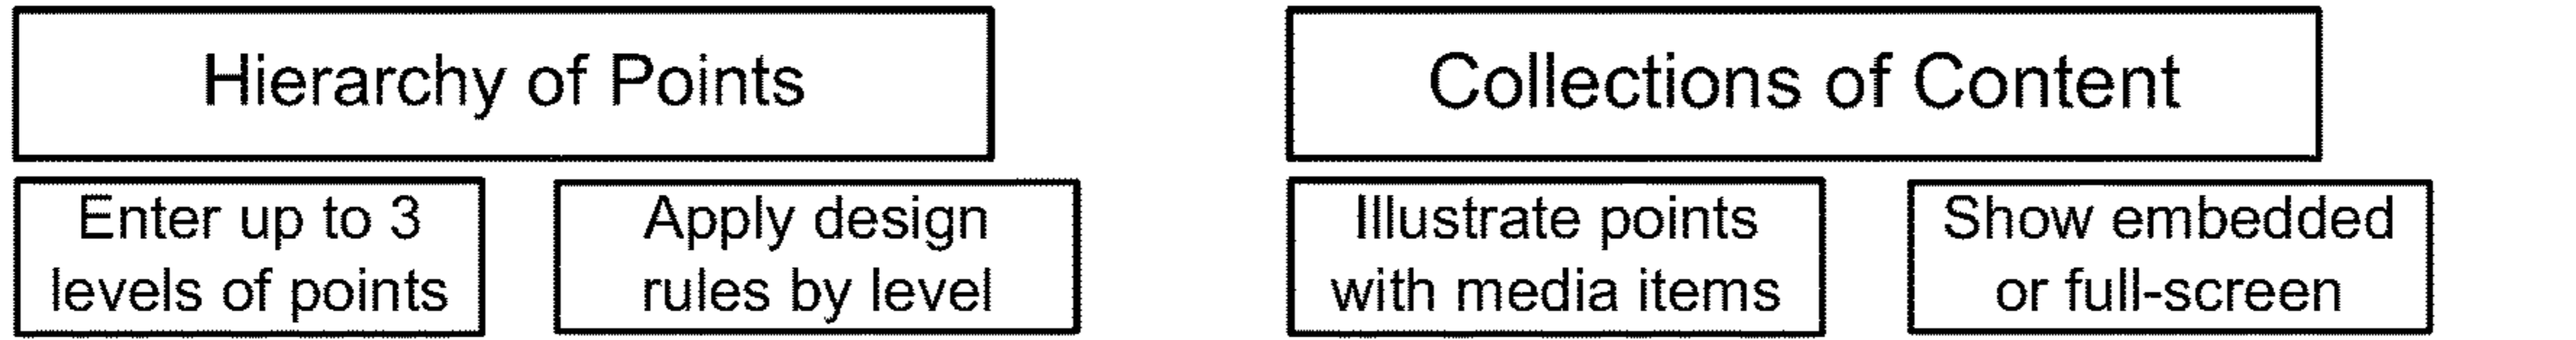 Hierarchy of Points
Enter up to 3
levels of points
Apply design
rules by level
Collections of Content
Illustrate points
with media items
Show embedded
or full-screen